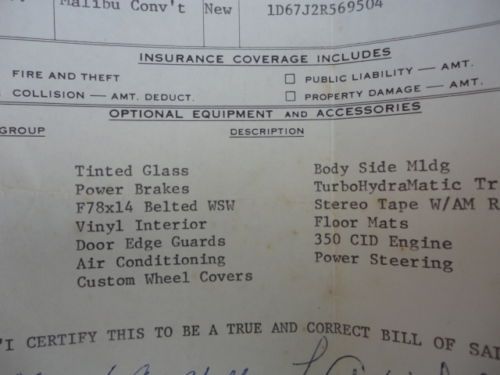 Malibu Conv't New 1D67J2R569504
INSURANCE COVERAGE INCLUDES
FIRE AND THEFT □ PUBLIC LIABILITY — AMT.
COLLISION — AMT. DEDUCT. □ PROPERTY DAMAGE — AMT.
OPTIONAL EQUIPMENT AND ACCESSORIES
GROUP DESCRIPTION
Tinted Glass Body Side Mldg
Power Brakes TurboHydraMatic Tr
F78x14 Belted WSW Stereo Tape W/AM R
Vinyl Interior Floor Mats
Door Edge Guards 350 CID Engine
Air Conditioning Power Steering
Custom Wheel Covers
I CERTIFY THIS TO BE A TRUE AND CORRECT BILL OF SAL